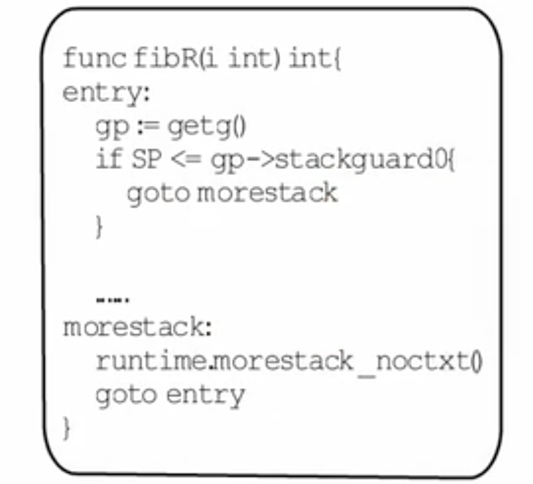 func fibR(i int) int{
entry:
gp := getg()
if SP <= gp->stackguard0{
goto morestack
}
......
morestack:
runtime.morestack_noctxt()
goto entry
}